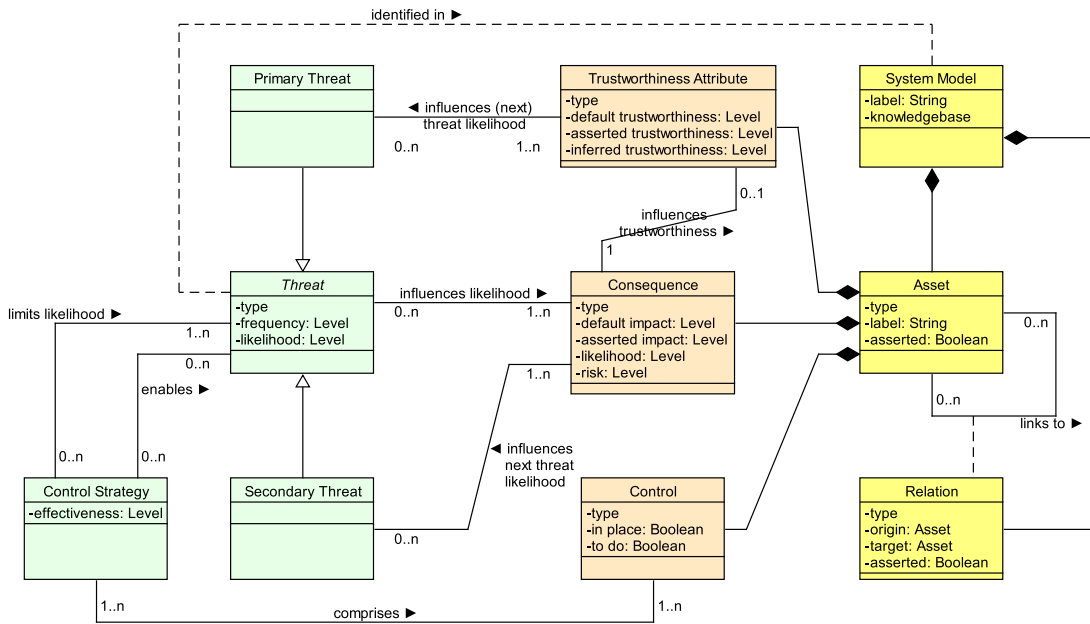 identified in ►
Primary Threat
Trustworthiness Attribute
-type
-default trustworthiness: Level
-asserted trustworthiness: Level
-inferred trustworthiness: Level
System Model
-label: String
-knowledgebase
◄ influences (next)
threat likelihood
0..n
1..n
0..1
influences
trustworthiness ►
1
Threat
-type
-frequency: Level
-likelihood: Level
influences likelihood ►
0..n
1..n
Consequence
-type
-default impact: Level
-asserted impact: Level
-likelihood: Level
-risk: Level
Asset
-type
-label: String
-asserted: Boolean
0..n
0..n
links to ►
limits likelihood ►
1..n
0..n
enables ►
0..n
0..n
1..n
◄ influences
next threat
likelihood
0..n
Control Strategy
-effectiveness: Level
Secondary Threat
Control
-type
-in place: Boolean
-to do: Boolean
Relation
-type
-origin: Asset
-target: Asset
-asserted: Boolean
1..n
comprises ►
1..n